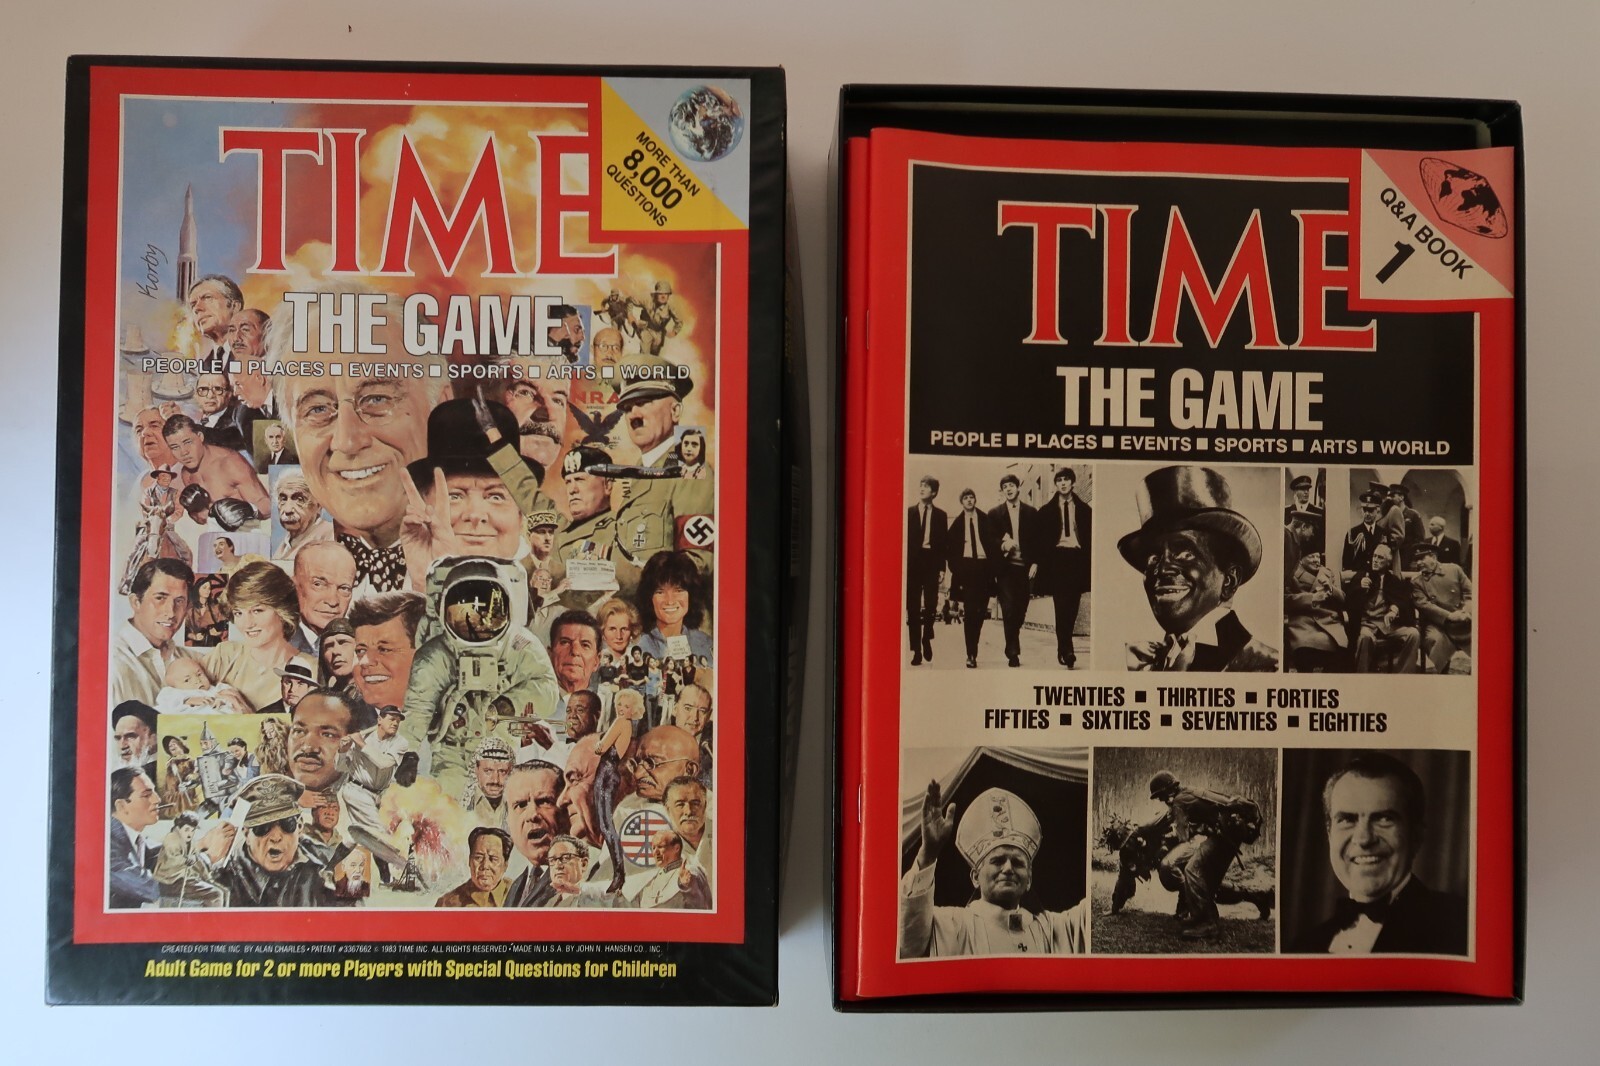 TIME
MORE THAN
8,000
QUESTIONS
Korby
THE GAME
PEOPLE ■ PLACES ■ EVENTS ■ SPORTS ■ ARTS ■ WORLD
NRA
CREATED FOR TIME INC. BY ALAN CHARLES • PATENT #3367662 © 1983 TIME INC. ALL RIGHTS RESERVED • MADE IN U.S.A. BY JOHN N. HANSEN CO., INC.
Adult Game for 2 or more Players with Special Questions for Children
TIME
Q&A BOOK
1
THE GAME
PEOPLE ■ PLACES ■ EVENTS ■ SPORTS ■ ARTS ■ WORLD
TWENTIES ■ THIRTIES ■ FORTIES
FIFTIES ■ SIXTIES ■ SEVENTIES ■ EIGHTIES